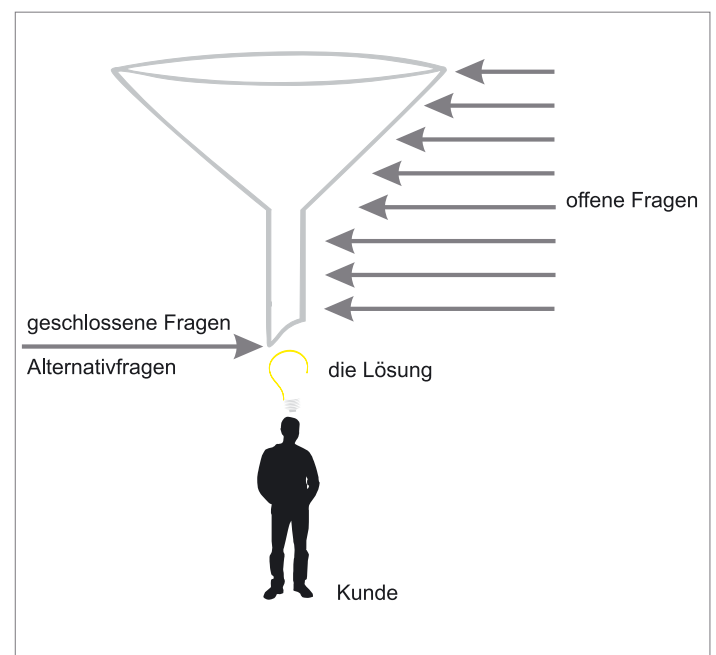 offene Fragen
geschlossene Fragen
Alternativfragen
die Lösung
Kunde